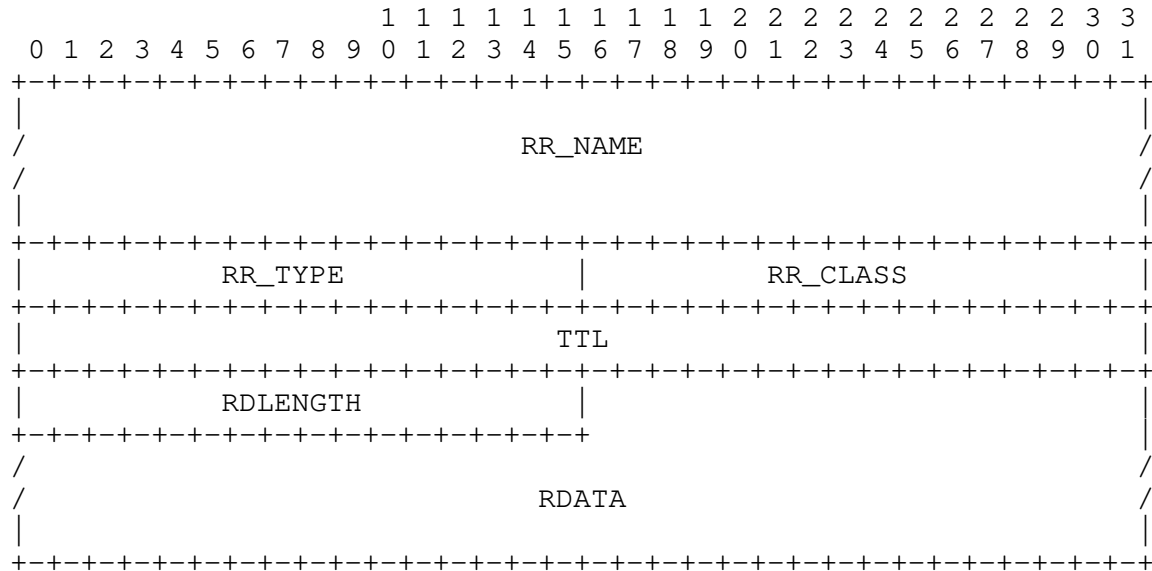 1 1 1 1 1 1 1 1 1 1 2 2 2 2 2 2 2 2 2 2 3 3
 0 1 2 3 4 5 6 7 8 9 0 1 2 3 4 5 6 7 8 9 0 1 2 3 4 5 6 7 8 9 0 1
+-+-+-+-+-+-+-+-+-+-+-+-+-+-+-+-+-+-+-+-+-+-+-+-+-+-+-+-+-+-+-+-+
|                                                               |
/                            RR_NAME                            /
/                                                               /
|                                                               |
+-+-+-+-+-+-+-+-+-+-+-+-+-+-+-+-+-+-+-+-+-+-+-+-+-+-+-+-+-+-+-+-+
|           RR_TYPE             |          RR_CLASS             |
+-+-+-+-+-+-+-+-+-+-+-+-+-+-+-+-+-+-+-+-+-+-+-+-+-+-+-+-+-+-+-+-+
|                              TTL                              |
+-+-+-+-+-+-+-+-+-+-+-+-+-+-+-+-+-+-+-+-+-+-+-+-+-+-+-+-+-+-+-+-+
|           RDLENGTH            |                               |
+-+-+-+-+-+-+-+-+-+-+-+-+-+-+-+-+                               |
/                                                               /
/                             RDATA                             /
|                                                               |
+-+-+-+-+-+-+-+-+-+-+-+-+-+-+-+-+-+-+-+-+-+-+-+-+-+-+-+-+-+-+-+-+